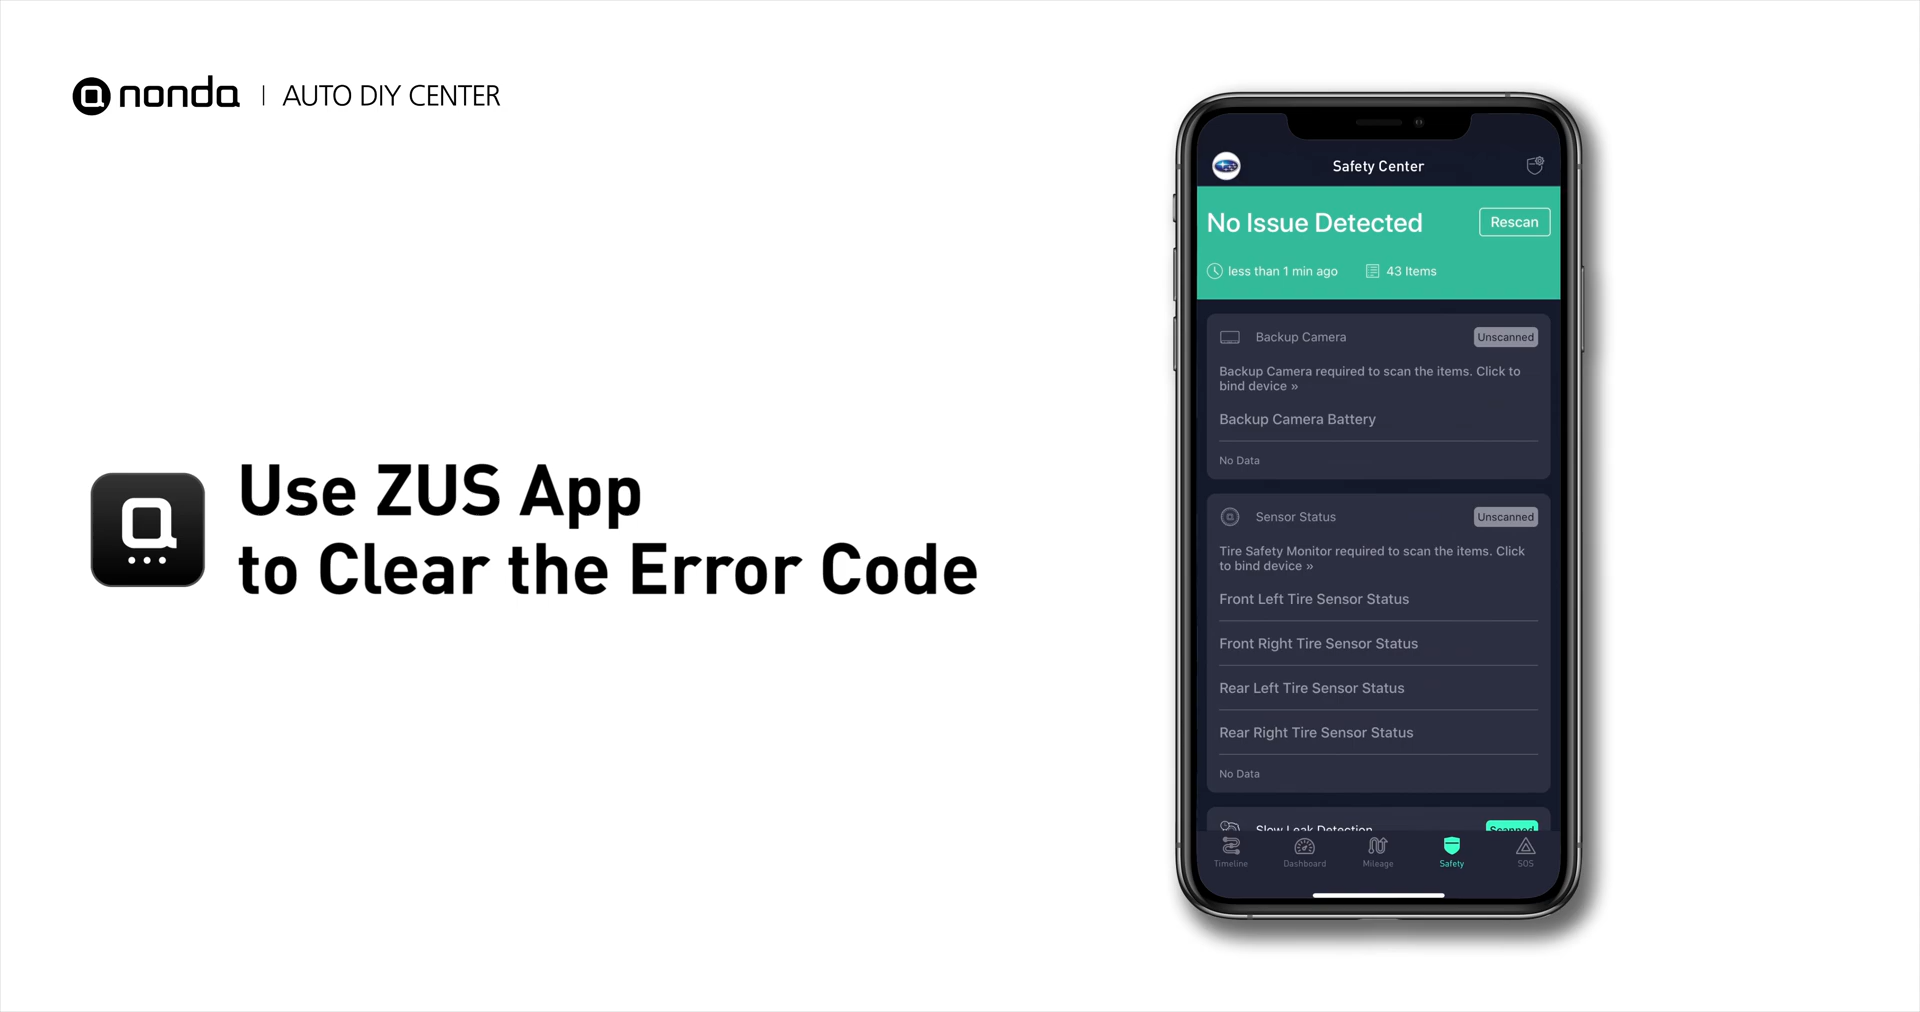 nonda | AUTO DIY CENTER
Use ZUS App
to Clear the Error Code
Safety Center
No Issue Detected
Rescan
less than 1 min ago
43 Items
Backup Camera
Unscanned
Backup Camera required to scan the items. Click to
bind device »
Backup Camera Battery
No Data
Sensor Status
Unscanned
Tire Safety Monitor required to scan the items. Click
to bind device »
Front Left Tire Sensor Status
Front Right Tire Sensor Status
Rear Left Tire Sensor Status
Rear Right Tire Sensor Status
No Data
Slow Leak Detection
Scanned
Timeline
Dashboard
Mileage
Safety
SOS